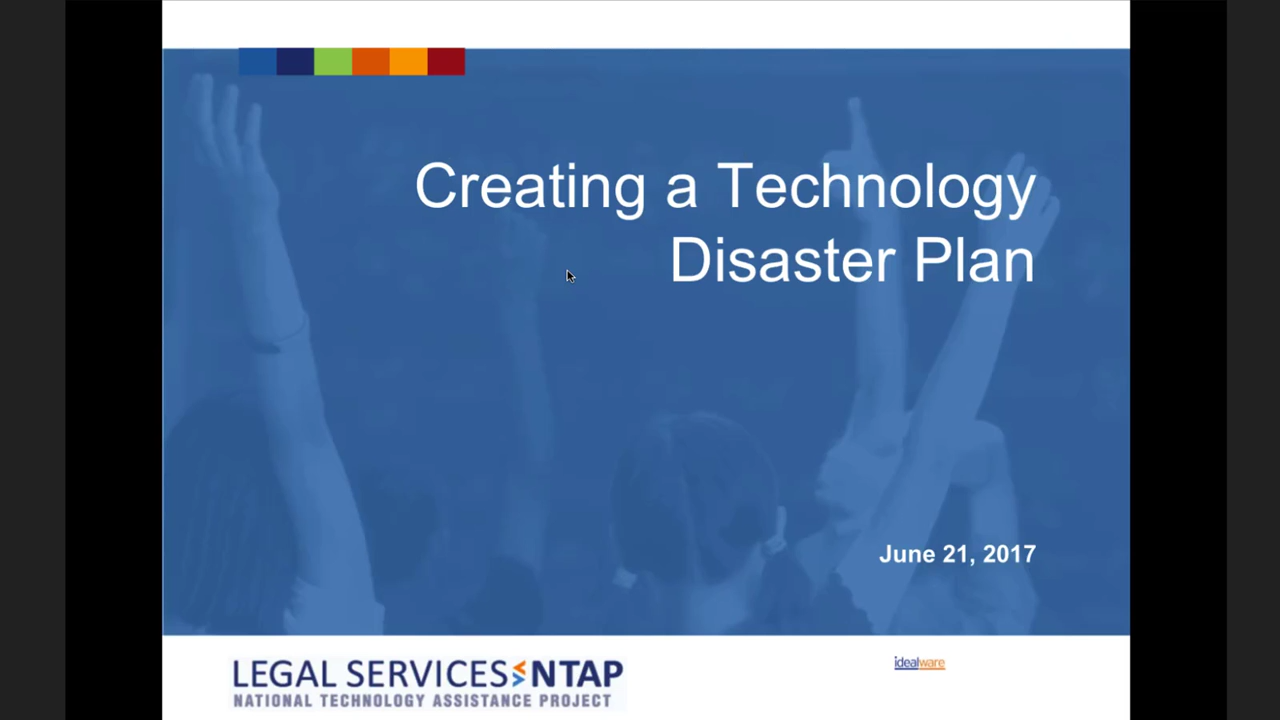 Creating a Technology
Disaster Plan
June 21, 2017
LEGAL SERVICES NTAP
NATIONAL TECHNOLOGY ASSISTANCE PROJECT
idealware